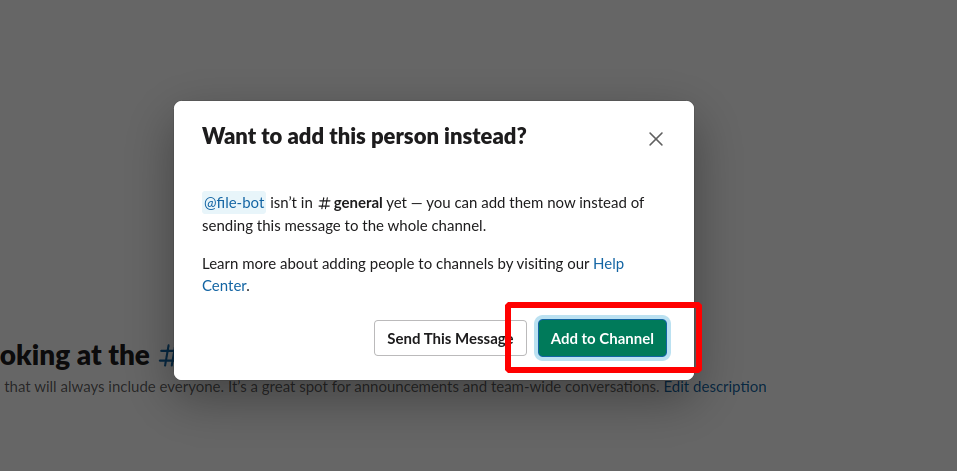 Want to add this person instead?
@file-bot isn't in # general yet — you can add them now instead of
sending this message to the whole channel.
Learn more about adding people to channels by visiting our Help
Center.
Send This Message
Add to Channel
oking at the #
that will always include everyone. It's a great spot for announcements and team-wide conversations. Edit description